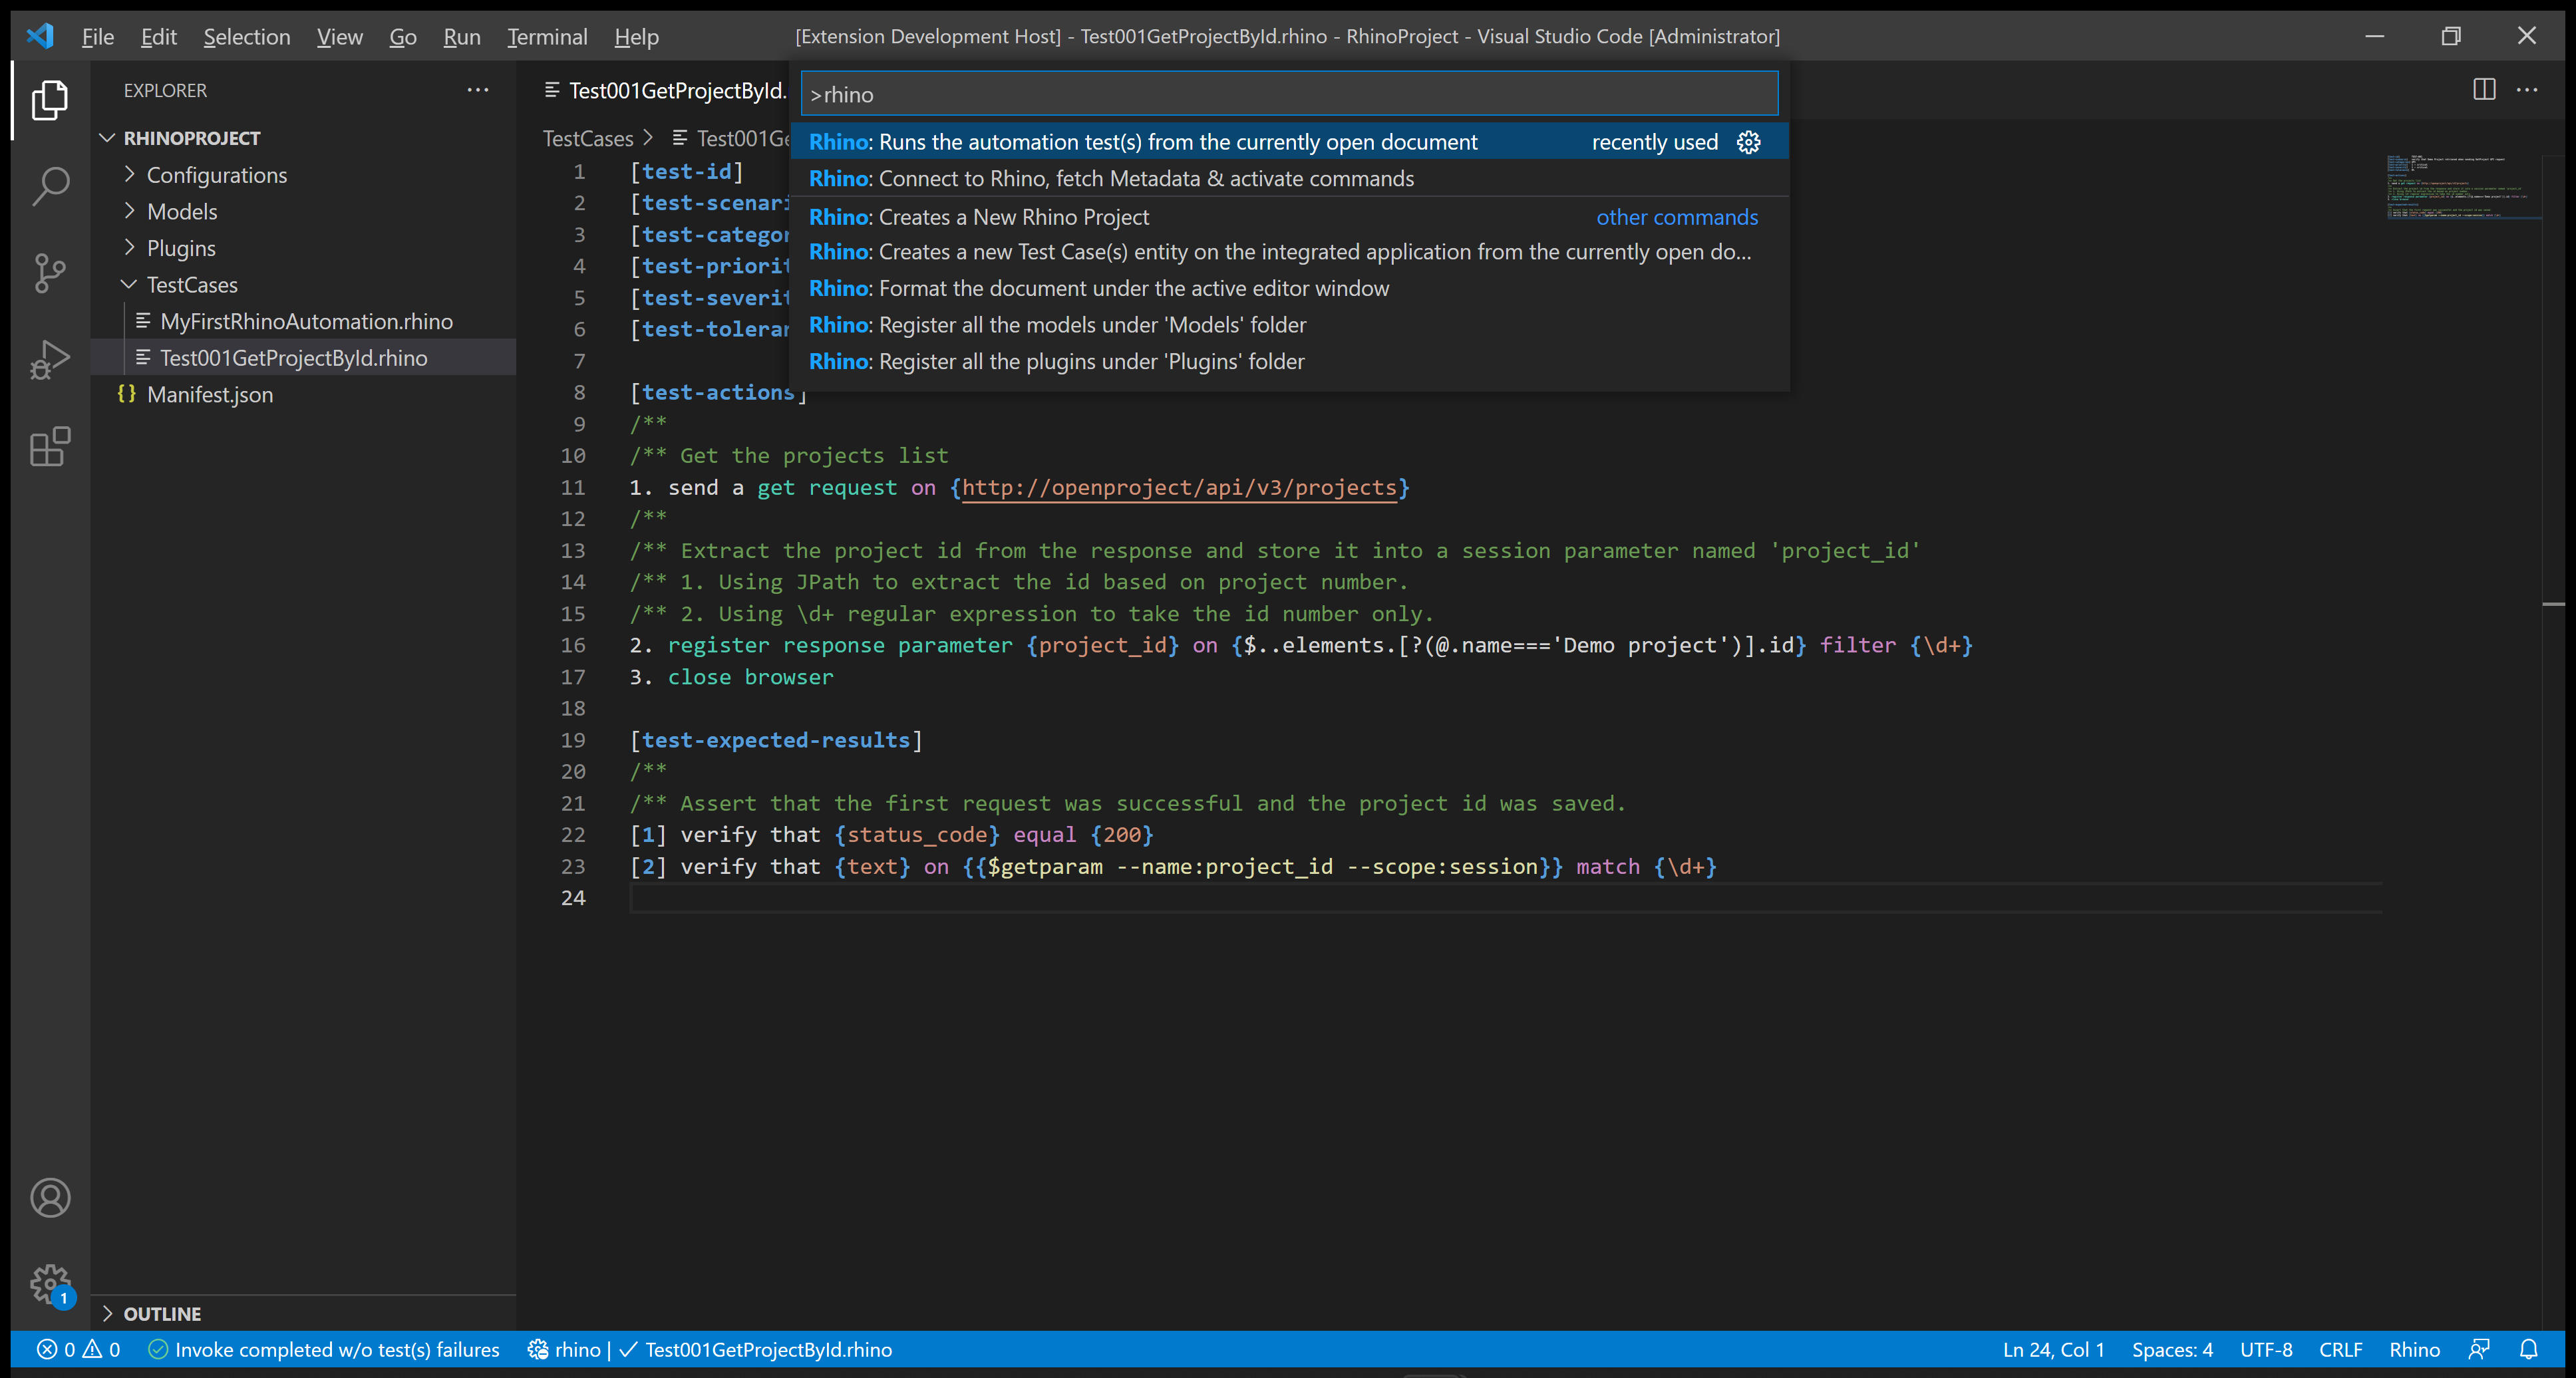 File Edit Selection View Go Run Terminal Help
[Extension Development Host] - Test001GetProjectById.rhino - RhinoProject - Visual Studio Code [Administrator]
EXPLORER
RHINOPROJECT
Configurations
Models
Plugins
TestCases
MyFirstRhinoAutomation.rhino
Test001GetProjectById.rhino
{} Manifest.json
OUTLINE
Test001GetProjectById.
>rhino
Rhino: Runs the automation test(s) from the currently open document recently used
Rhino: Connect to Rhino, fetch Metadata & activate commands
Rhino: Creates a New Rhino Project other commands
Rhino: Creates a new Test Case(s) entity on the integrated application from the currently open do...
Rhino: Format the document under the active editor window
Rhino: Register all the models under 'Models' folder
Rhino: Register all the plugins under 'Plugins' folder
TestCases > Test001Ge
1 [test-id]
2 [test-scenari
3 [test-categor
4 [test-priorit
5 [test-severit
6 [test-toleran
7
8 [test-actions]
9 /**
10 /** Get the projects list
11 1. send a get request on {http://openproject/api/v3/projects}
12 /**
13 /** Extract the project id from the response and store it into a session parameter named 'project_id'
14 /** 1. Using JPath to extract the id based on project number.
15 /** 2. Using \d+ regular expression to take the id number only.
16 2. register response parameter {project_id} on {$..elements.[?(@.name==='Demo project')].id} filter {\d+}
17 3. close browser
18
19 [test-expected-results]
20 /**
21 /** Assert that the first request was successful and the project id was saved.
22 [1] verify that {status_code} equal {200}
23 [2] verify that {text} on {{$getparam --name:project_id --scope:session}} match {\d+}
24
1
0 0 Invoke completed w/o test(s) failures rhino | ✓ Test001GetProjectById.rhino
Ln 24, Col 1 Spaces: 4 UTF-8 CRLF Rhino